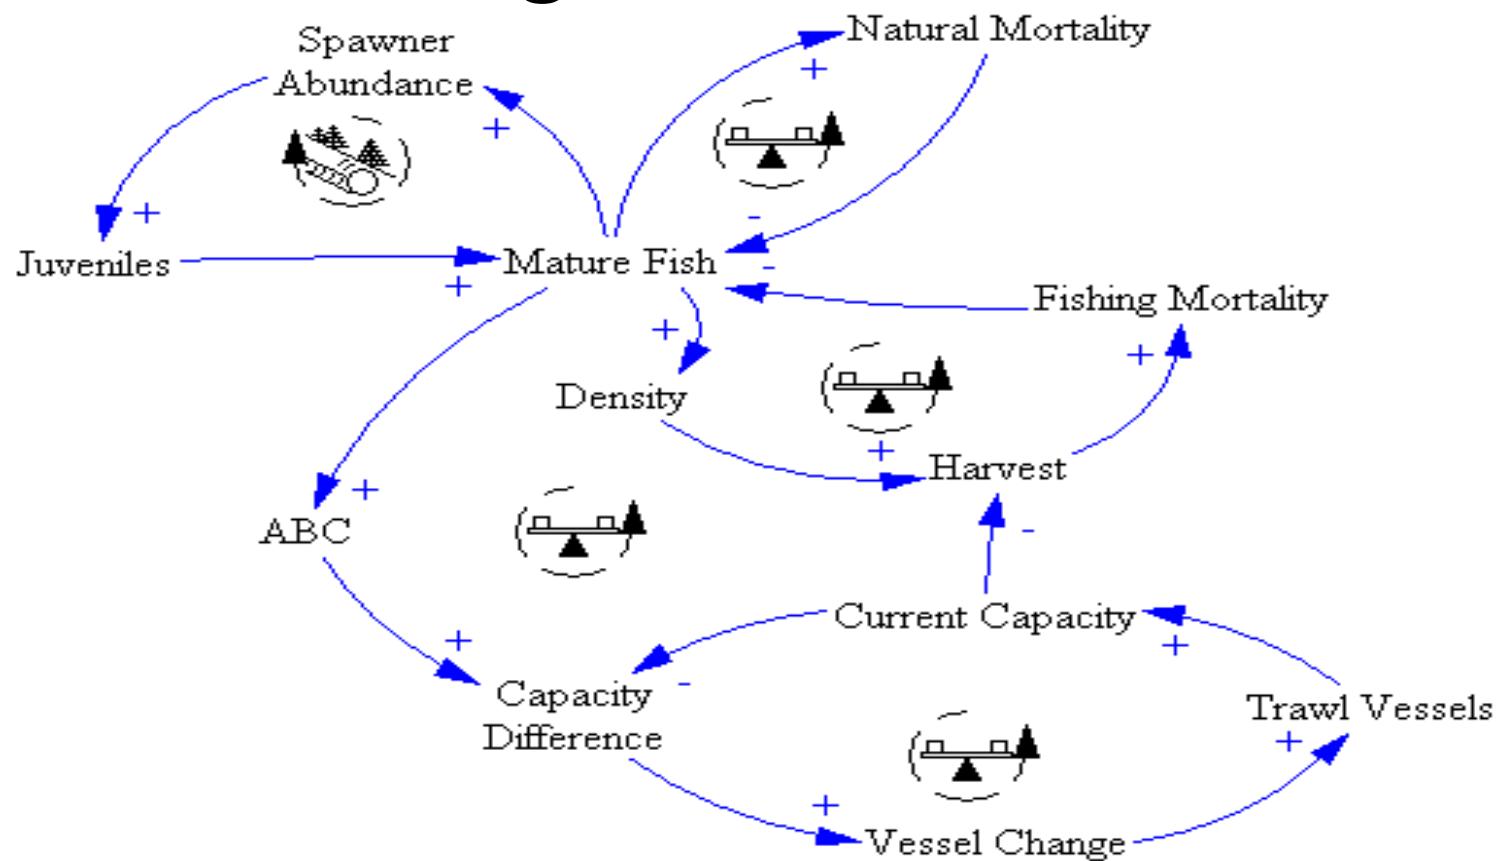 Spawner
Abundance
Natural Mortality
+
+
+
-
Juveniles
Mature Fish
-
+
Fishing Mortality
+
+
Density
+
Harvest
+
ABC
-
Current Capacity
+
+
Capacity
-
Difference
Trawl Vessels
+
+
Vessel Change